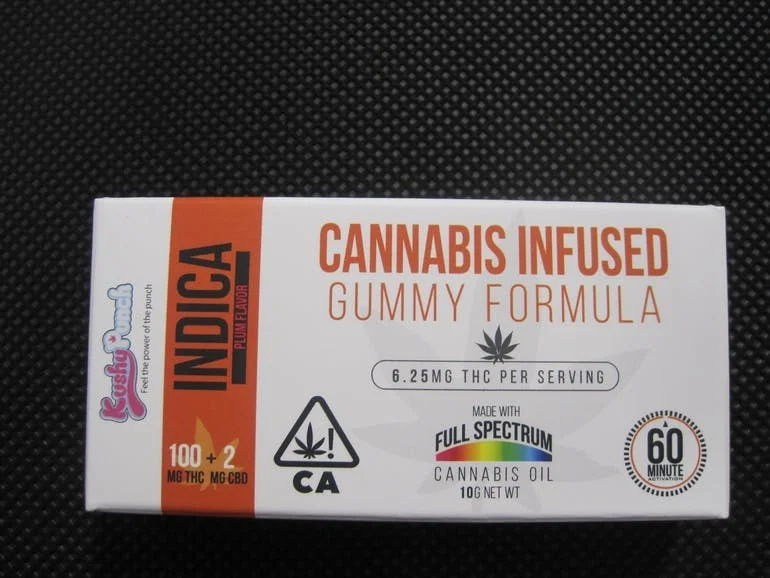 Kushy Punch
Feel the power of the punch
INDICA
PLUM FLAVOR
100 + 2
MG THC MG CBD
CANNABIS INFUSED
GUMMY FORMULA
6.25MG THC PER SERVING
MADE WITH
FULL SPECTRUM
CANNABIS OIL
10G NET WT
!
CA
60
MINUTE
ACTIVATION